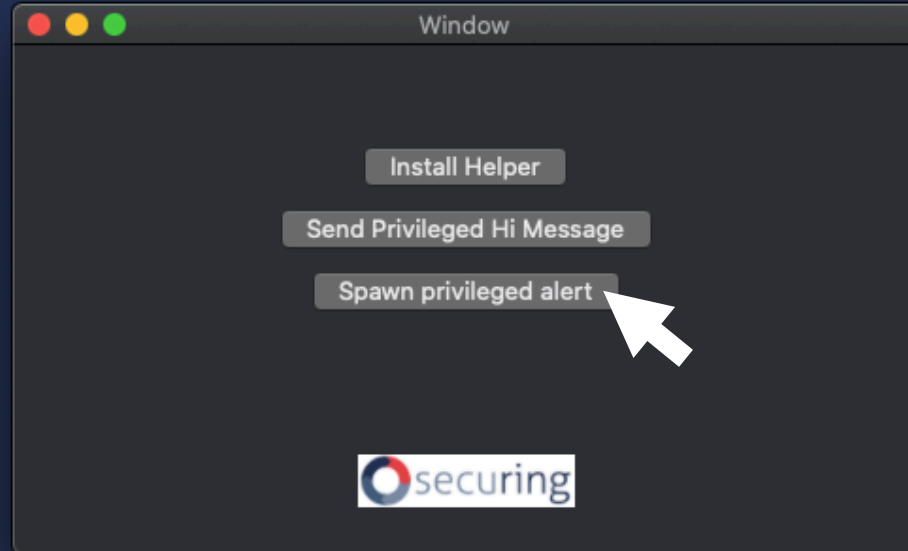 Window
Install Helper
Send Privileged Hi Message
Spawn privileged alert
securing